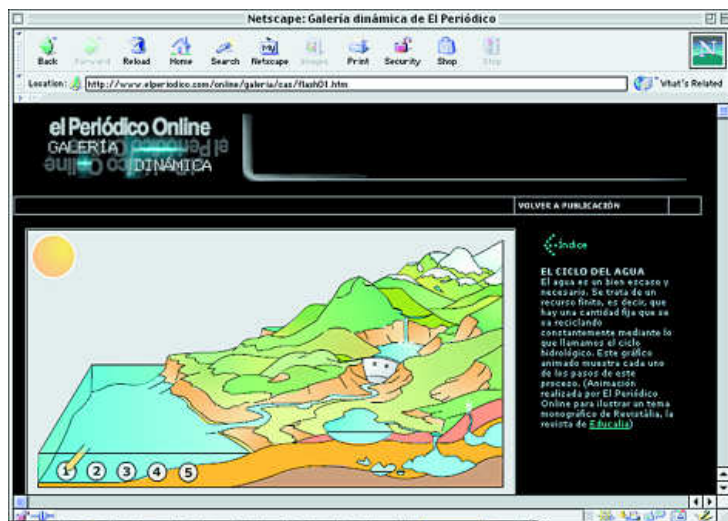 Netscape: Galería dinámica de El Periódico
Back Forward Reload Home Search Netscape Images Print Security Shop Stop
Location: http://www.elperiodico.com/online/galeria/cas/flash01.htm What's Related
el Periódico Online
GALERÍA
DINÁMICA
VOLVER A PUBLICACIÓN
Índice
EL CICLO DEL AGUA
El agua es un bien escaso y
necesario. Se trata de un
recurso finito, es decir, que
hay una cantidad fija que se
va reciclando
constantemente mediante lo
que llamamos el ciclo
hidrológico. Este gráfico
animado muestra cada uno
de los pasos de este
proceso. (Animación
realizada por El Periódico
Online para ilustrar un tema
monográfico de Revistàlia, la
revista de Educalia)
1 2 3 4 5